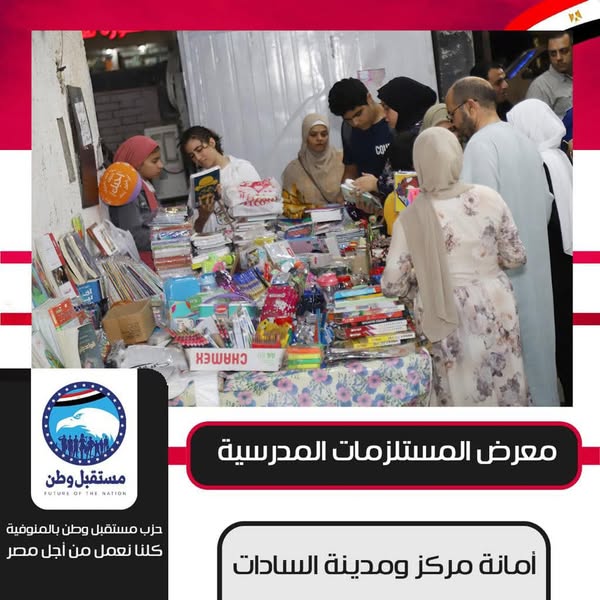 CHAMEX
معرض المستلزمات المدرسية
مستقبل وطن
FUTURE OF THE NATION
حزب مستقبل وطن بالمنوفية
كلنا نعمل من أجل مصر
أمانة مركز ومدينة السادات